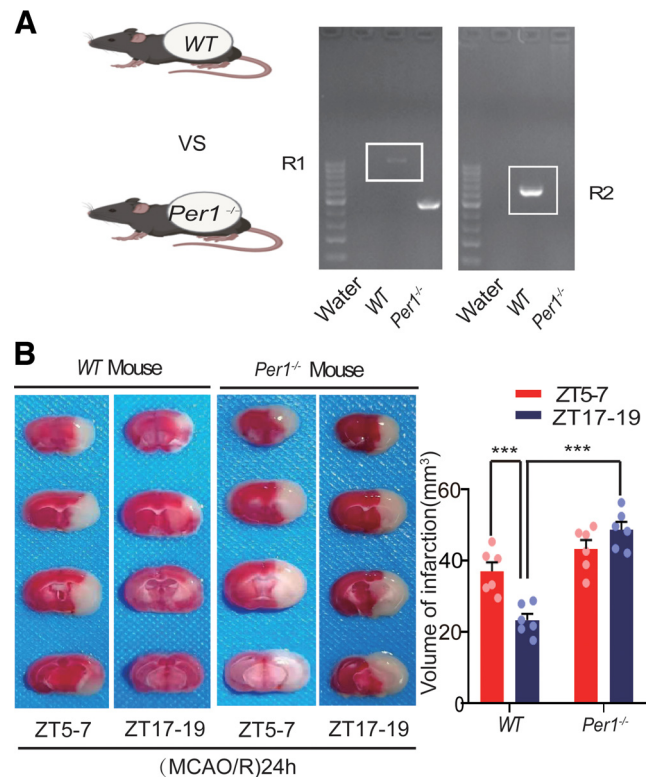 A
WT
VS
Per1 -/-
R1
R2
Water
WT
Per1-/-
Water
WT
Per1-/-
B
WT Mouse
Per1-/- Mouse
ZT5-7
ZT17-19
ZT5-7
ZT17-19
(MCAO/R)24h
ZT5-7
ZT17-19
***
***
Volume of infarction(mm3)
60
40
20
0
WT
Per1-/-